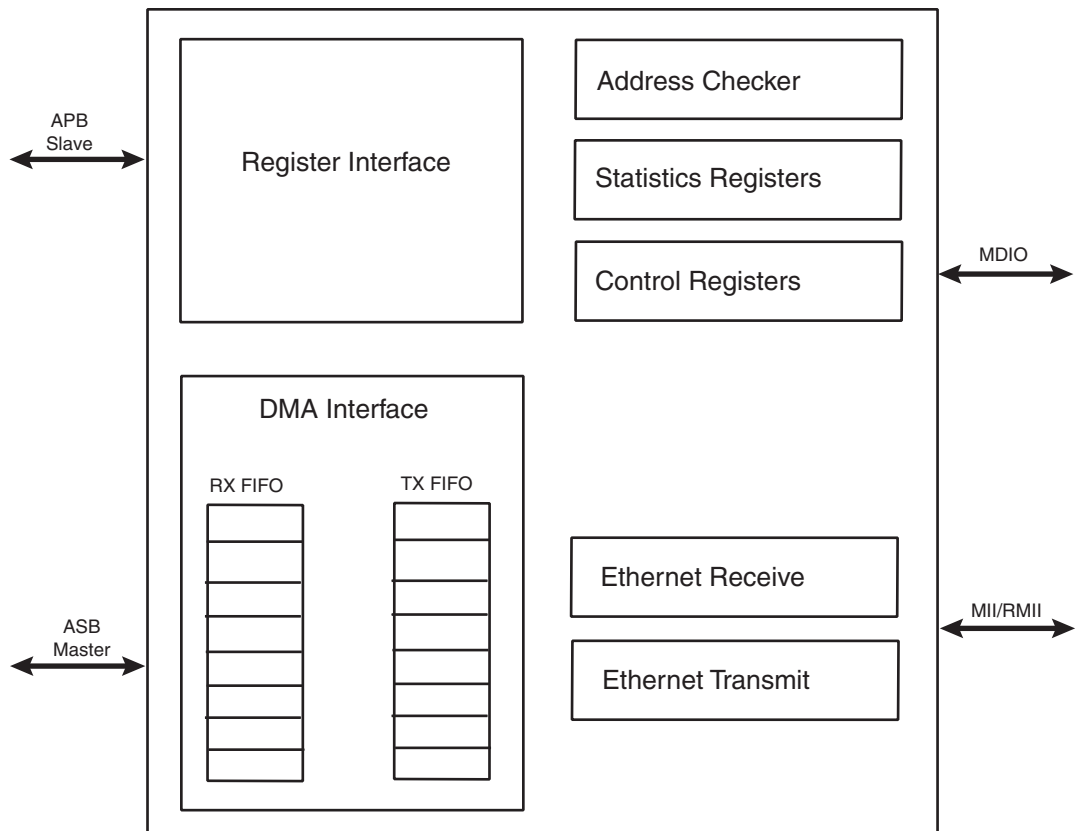 APB
Slave
Register Interface
Address Checker
Statistics Registers
Control Registers
MDIO
DMA Interface
RX FIFO
TX FIFO
ASB
Master
Ethernet Receive
Ethernet Transmit
MII/RMII